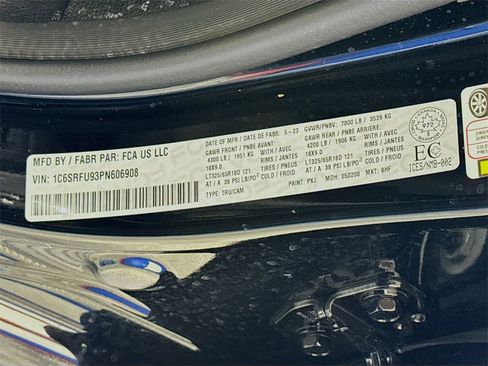 MFD BY / FABR PAR: FCA US LLC
VIN: 1C6SRFU93PN606908
DATE OF MFR / DATE DE FABR: 5-23
GAWR FRONT / PNBE AVANT
4300 LB / 1951 KG WITH / AVEC
18X9.0 RIMS / JANTES
LT325/65R18D 121 TIRES / PNEUS
AT / A 38 PSI LB/PO²
TYPE: TRU/CAM
GVWR/PNBV: 7800 LB / 3539 KG
GAWR REAR / PNBE ARRIERE:
4200 LB / 1906 KG WITH / AVEC
18X9.0 RIMS / JANTES
LT325/65R18D 121 TIRES / PNEUS
AT / A 38 PSI LB/PO²
PAINT: PXJ MDH: 050208 MKT: BHF
972
EC
ICES/NMB-002